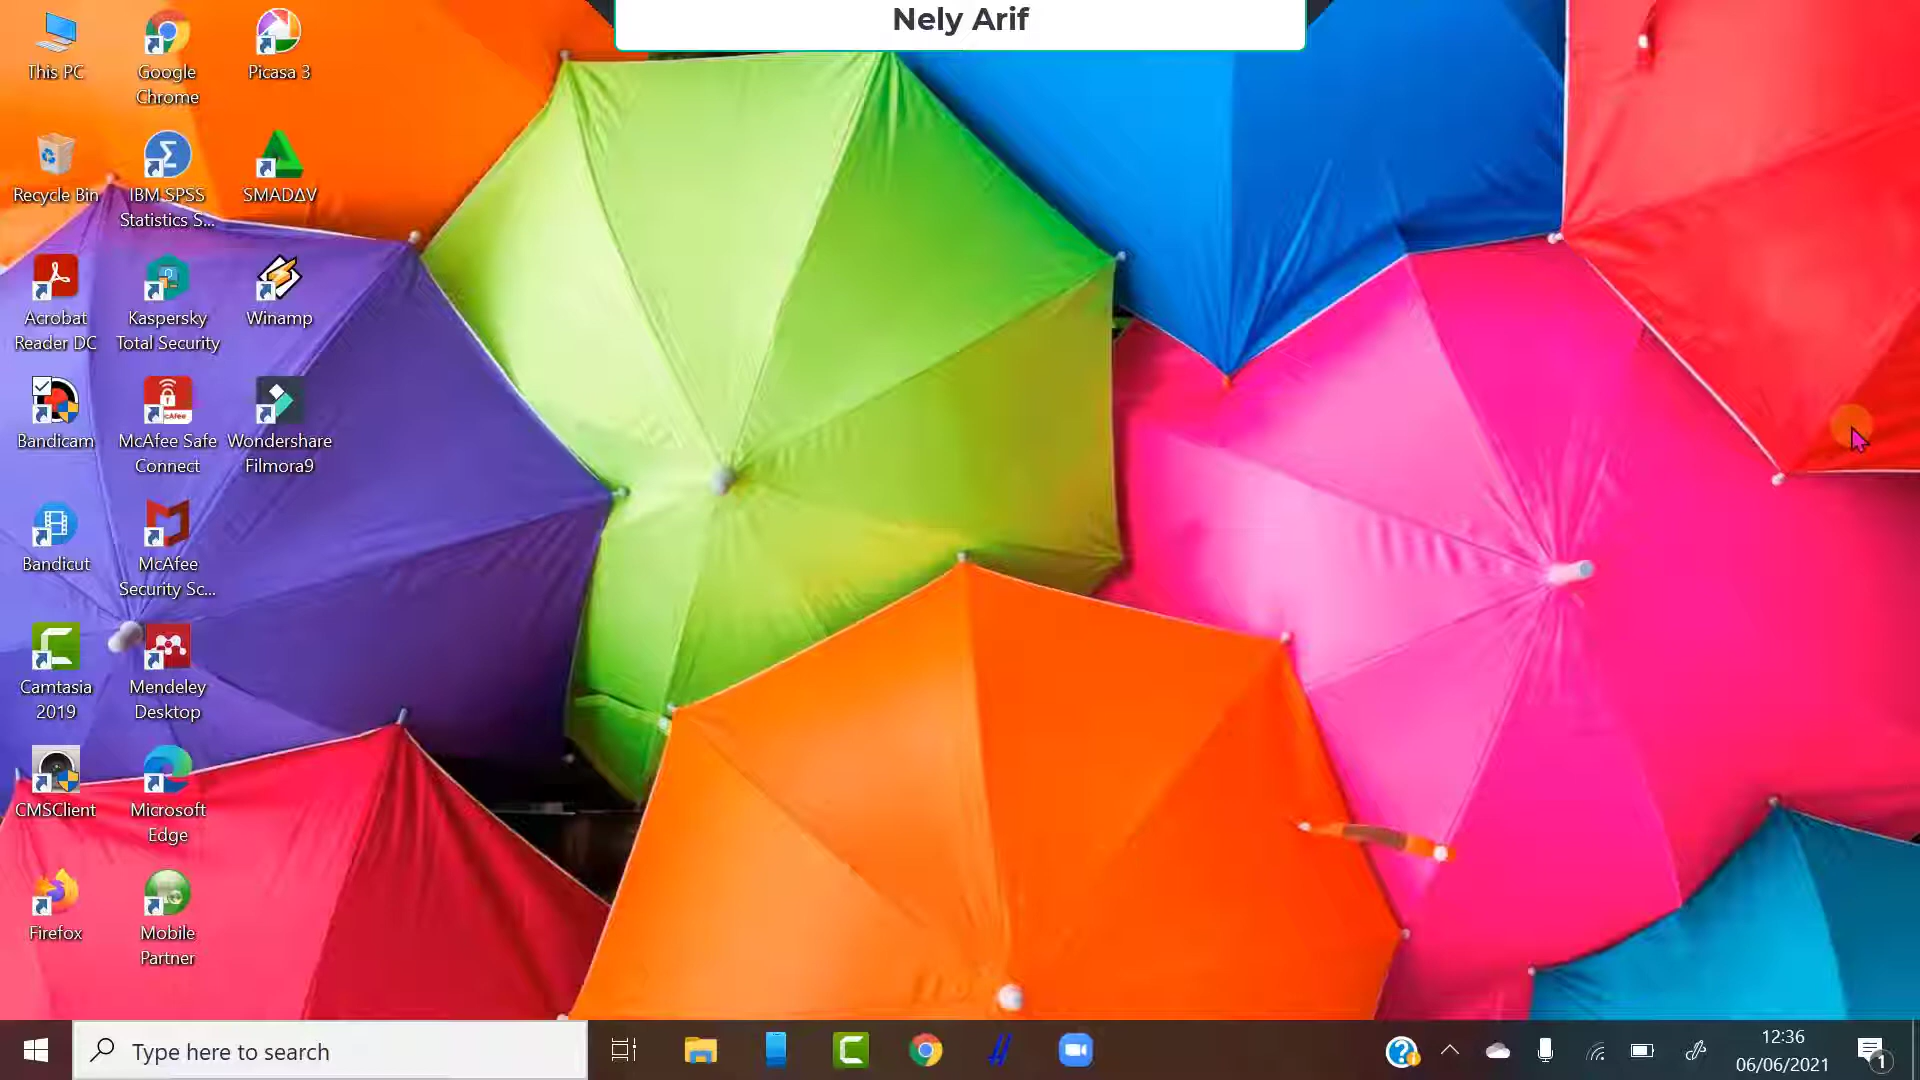 Nely Arif
This PC
Google
Chrome
Picasa 3
Recycle Bin
IBM SPSS
Statistics S...
SMADΔV
Acrobat
Reader DC
Kaspersky
Total Security
Winamp
Bandicam
McAfee Safe
Connect
Wondershare
Filmora9
Bandicut
McAfee
Security Sc...
Camtasia
2019
Mendeley
Desktop
CMSClient
Microsoft
Edge
Firefox
Mobile
Partner
Type here to search
12:36
06/06/2021
1